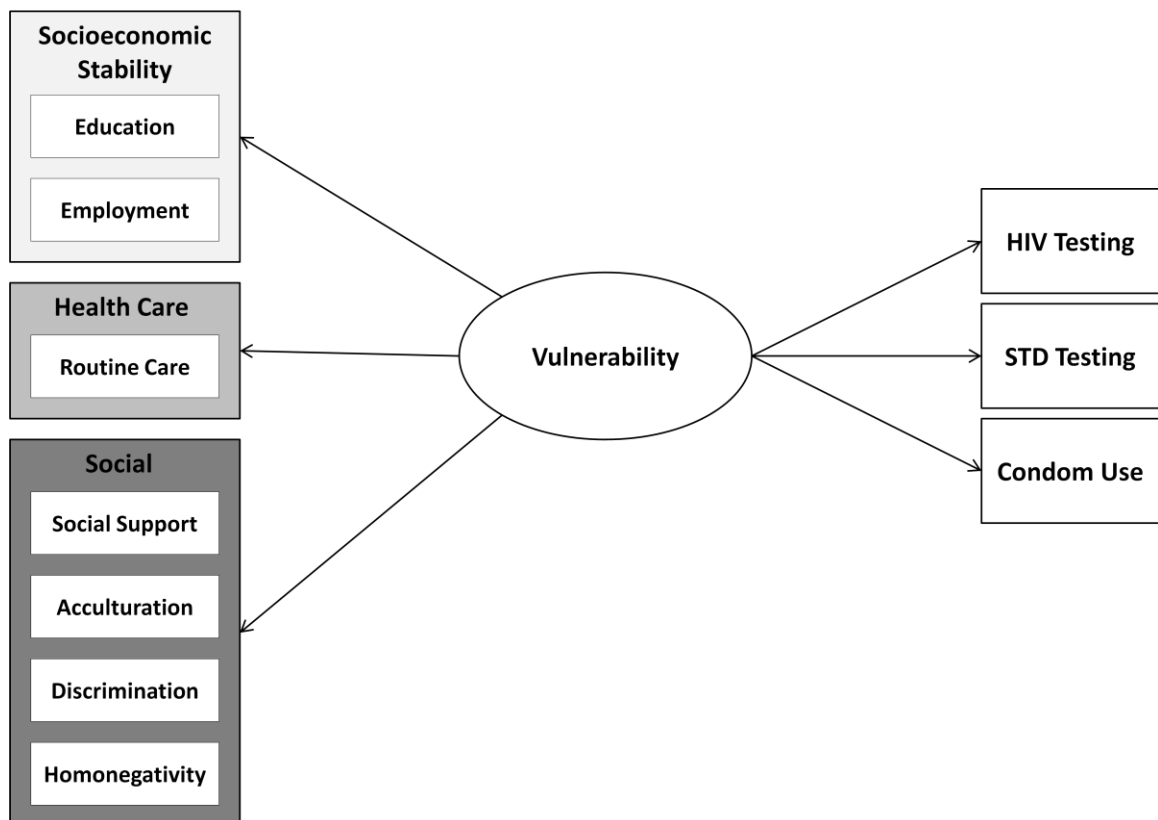 Socioeconomic
Stability
Education
Employment
Health Care
Routine Care
Social
Social Support
Acculturation
Discrimination
Homonegativity
Vulnerability
HIV Testing
STD Testing
Condom Use